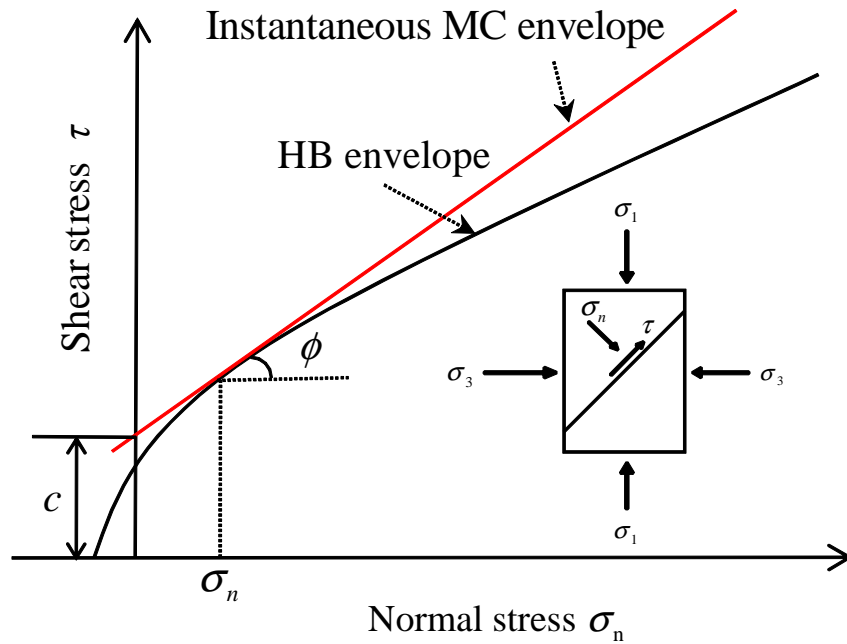 Instantaneous MC envelope
HB envelope
Shear stress τ
ϕ
c
σn
Normal stress σn
σ1
σn
τ
σ3
σ3
σ1